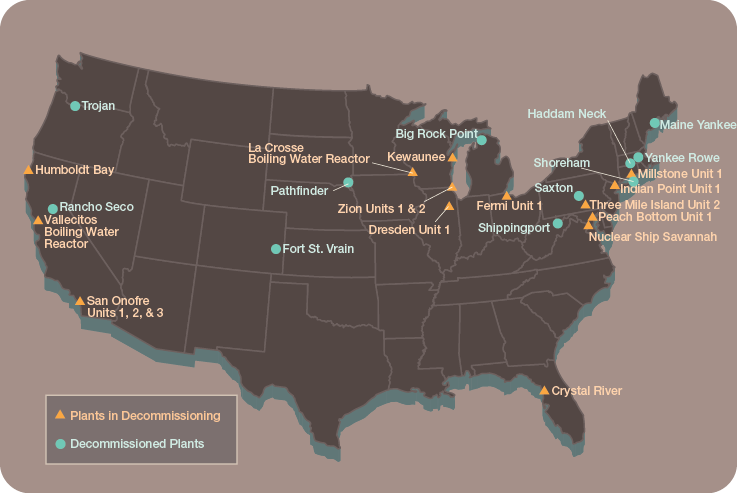 Trojan
Haddam Neck
Maine Yankee
Big Rock Point
La Crosse
Boiling Water Reactor
Kewaunee
Yankee Rowe
Shoreham
Millstone Unit 1
Humboldt Bay
Pathfinder
Saxton
Indian Point Unit 1
Rancho Seco
Zion Units 1 & 2
Fermi Unit 1
Three Mile Island Unit 2
Vallecitos
Boiling Water
Reactor
Dresden Unit 1
Shippingport
Peach Bottom Unit 1
Nuclear Ship Savannah
Fort St. Vrain
San Onofre
Units 1, 2, & 3
Crystal River
Plants in Decommissioning
Decommissioned Plants